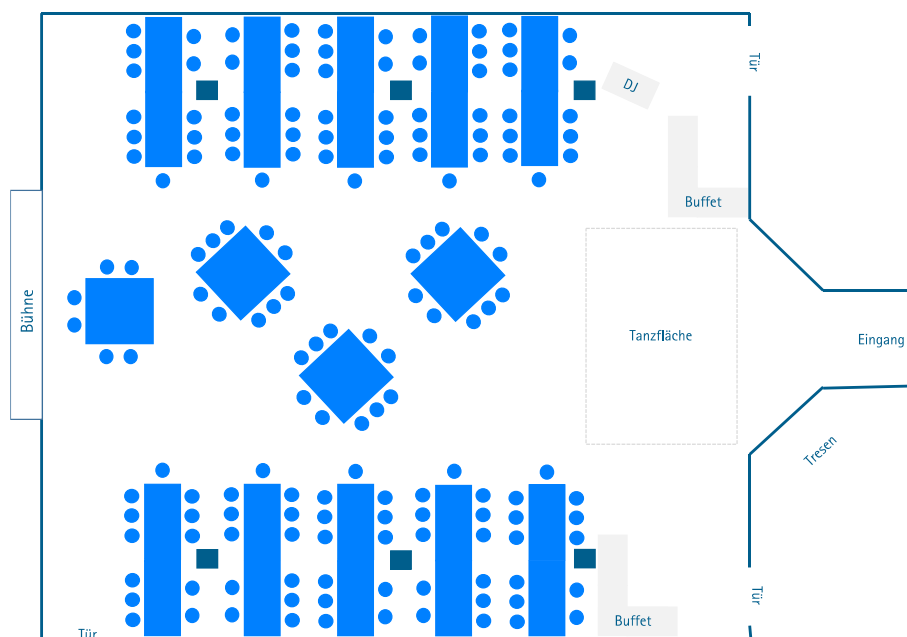 Tür
DJ
Buffet
Bühne
Tanzfläche
Eingang
Tresen
Tür
Buffet
Tür